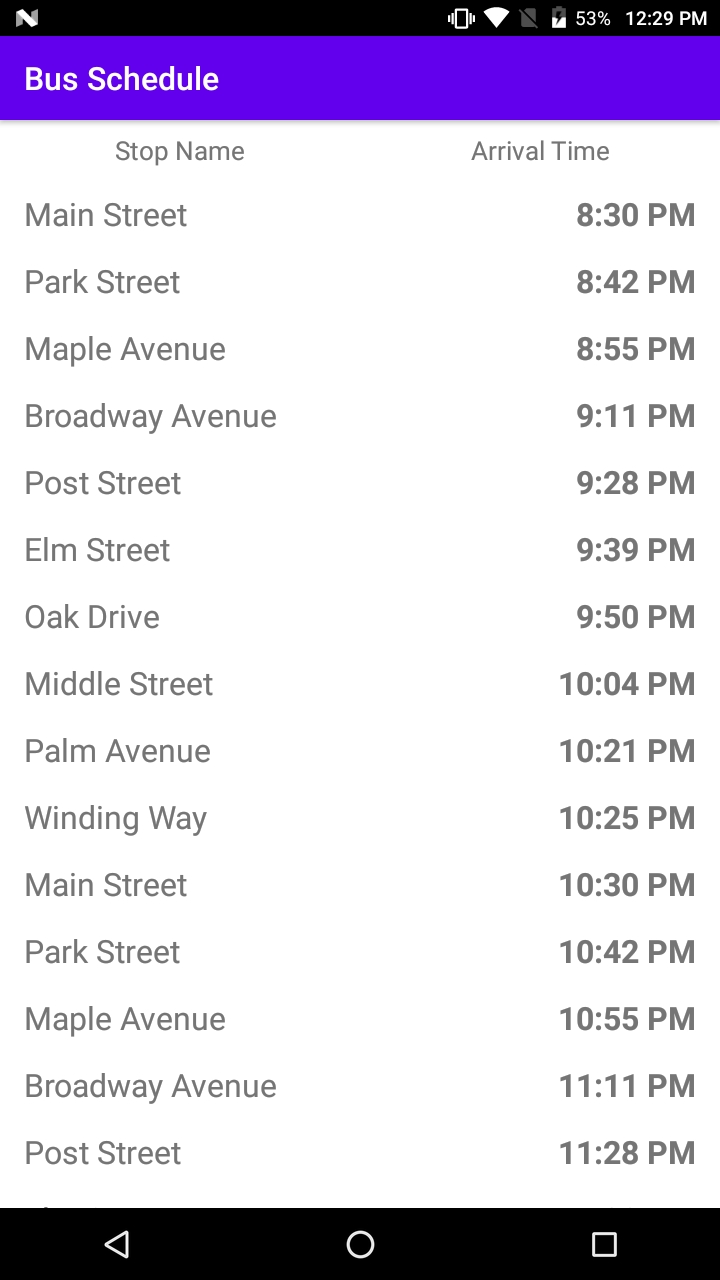 53% 12:29 PM
Bus Schedule
Stop Name Arrival Time
Main Street 8:30 PM
Park Street 8:42 PM
Maple Avenue 8:55 PM
Broadway Avenue 9:11 PM
Post Street 9:28 PM
Elm Street 9:39 PM
Oak Drive 9:50 PM
Middle Street 10:04 PM
Palm Avenue 10:21 PM
Winding Way 10:25 PM
Main Street 10:30 PM
Park Street 10:42 PM
Maple Avenue 10:55 PM
Broadway Avenue 11:11 PM
Post Street 11:28 PM